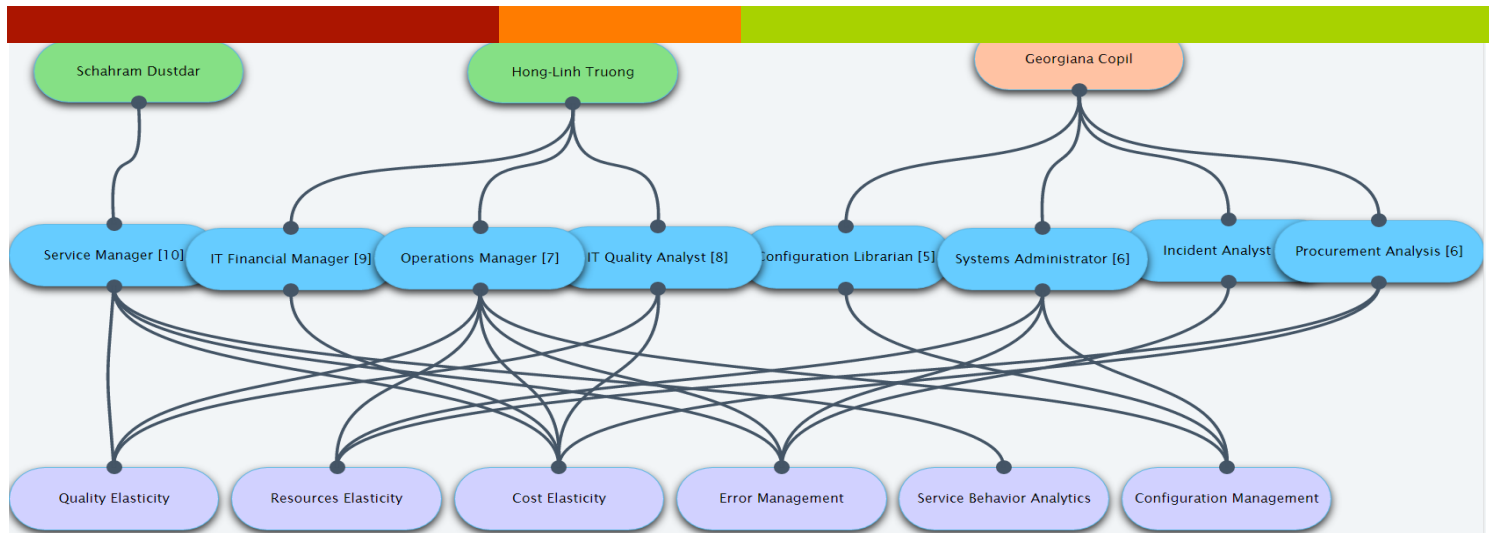 Schahram Dustdar
Hong-Linh Truong
Georgiana Copil
Service Manager [10]
IT Financial Manager [9]
Operations Manager [7]
IT Quality Analyst [8]
Configuration Librarian [5]
Systems Administrator [6]
Incident Analyst
Procurement Analysis [6]
Quality Elasticity
Resources Elasticity
Cost Elasticity
Error Management
Service Behavior Analytics
Configuration Management